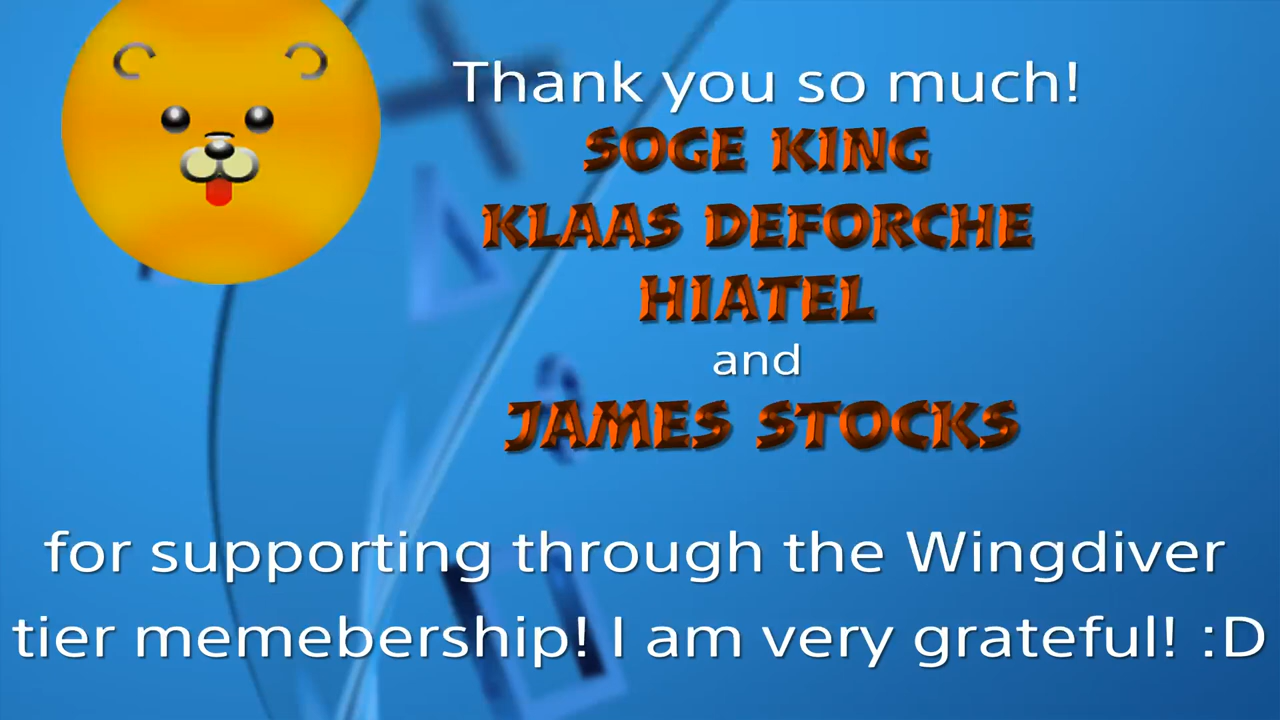 Thank you so much!
SOGE KING
KLAAS DEFORCHE
HIATEL
and
JAMES STOCKS
for supporting through the Wingdiver
tier memebership! I am very grateful! :D